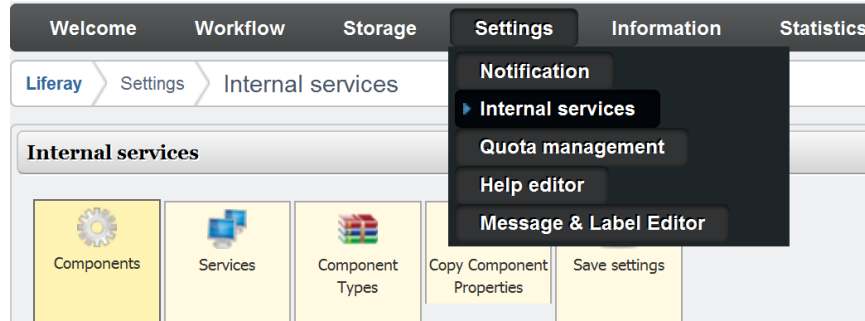 Welcome Workflow Storage Settings Information Statistics
Liferay Settings Internal services
Notification
Internal services
Quota management
Help editor
Message & Label Editor
Internal services
Components Services Component Types Copy Component Properties Save settings